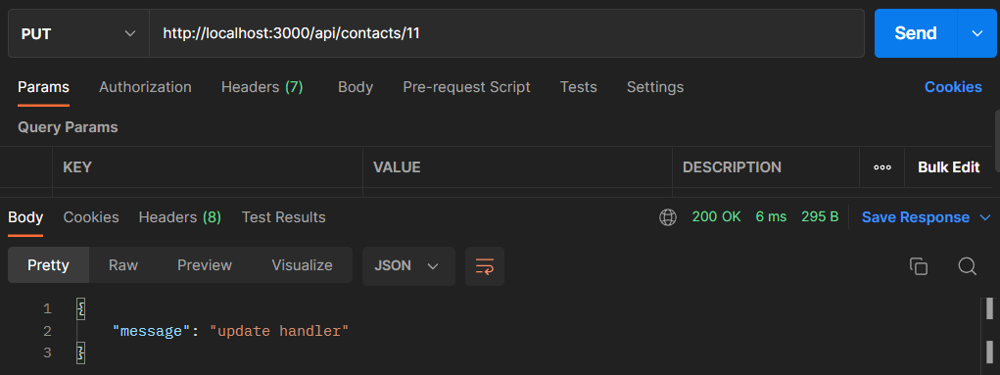 PUT http://localhost:3000/api/contacts/11 Send
Params Authorization Headers (7) Body Pre-request Script Tests Settings Cookies
Query Params
KEY VALUE DESCRIPTION Bulk Edit
Body Cookies Headers (8) Test Results 200 OK 6 ms 295 B Save Response
Pretty Raw Preview Visualize JSON
1 {
2 "message": "update handler"
3 }